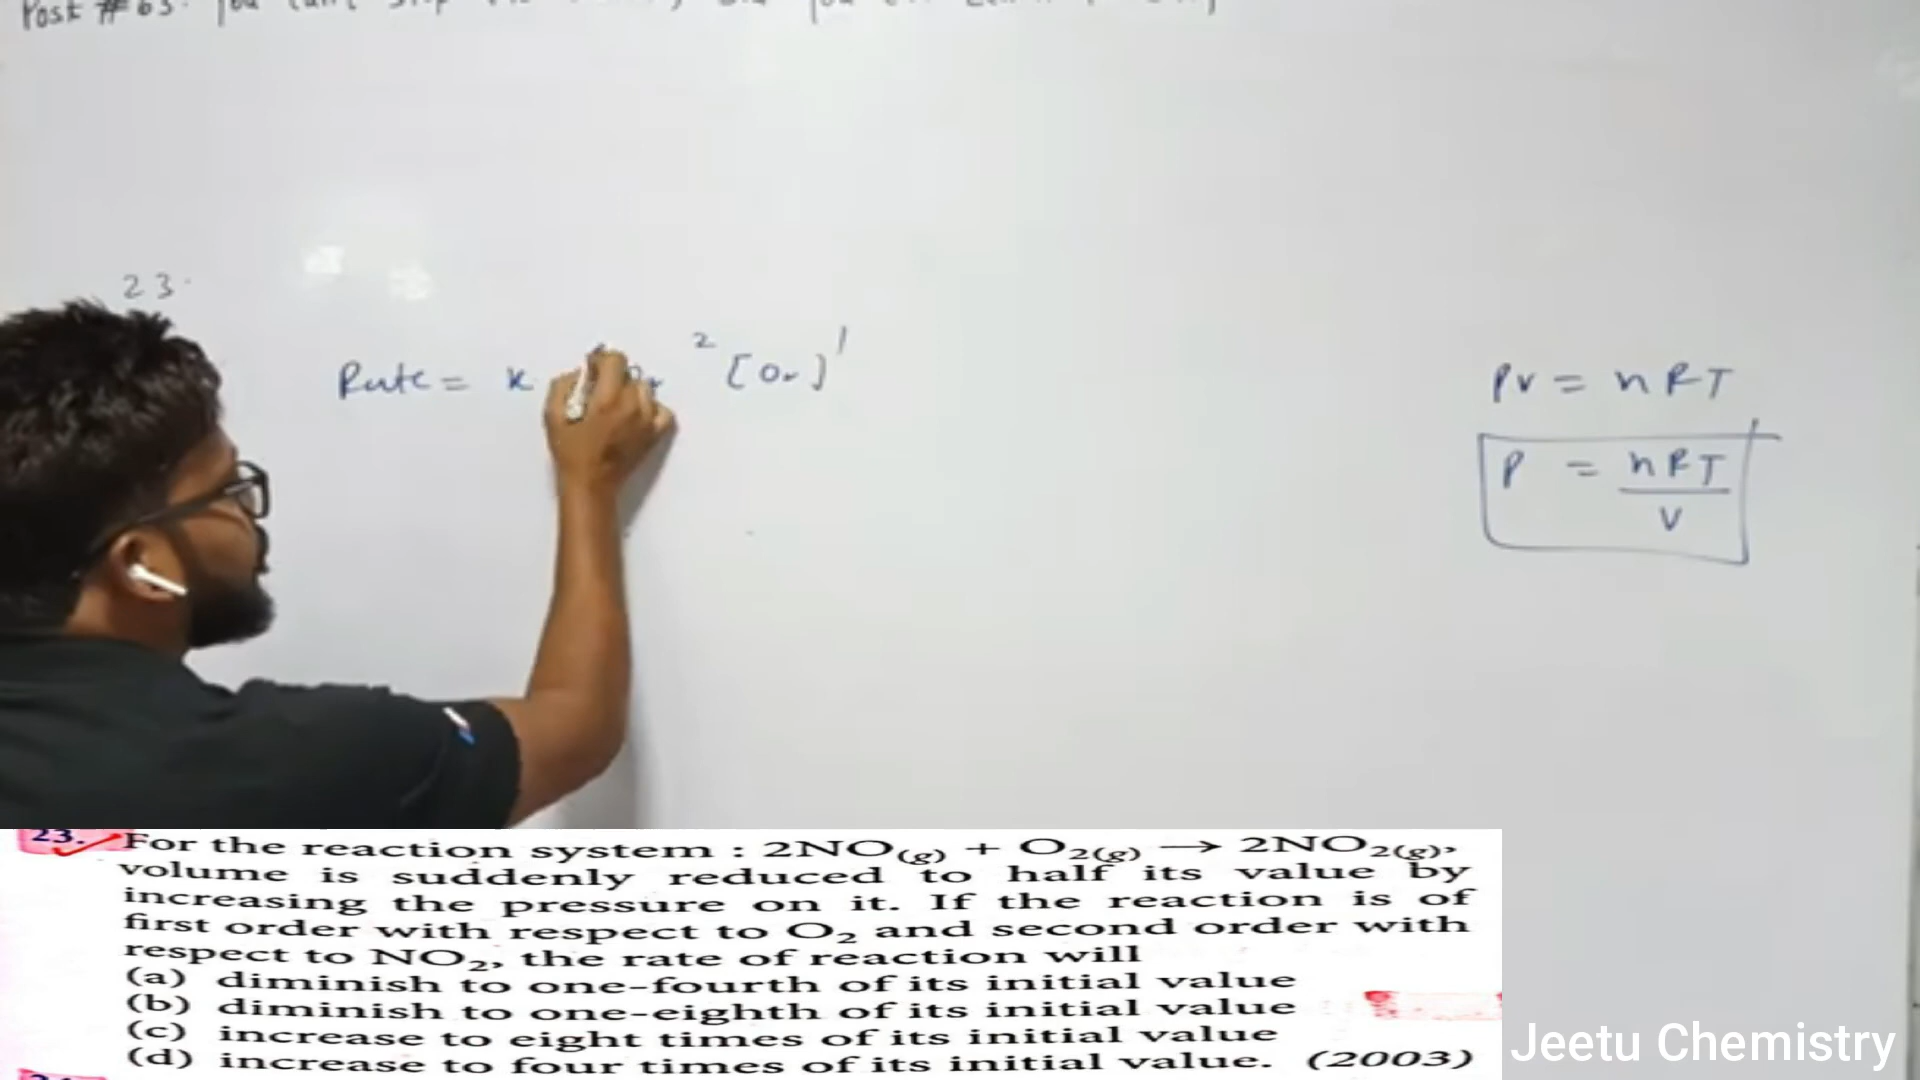 Post #63. you can't
23.
Rate = K 2 [O2]1
PV = nRT
P = nRT
V
23. For the reaction system : 2NO(g) + O2(g) → 2NO2(g),
volume is suddenly reduced to half its value by
increasing the pressure on it. If the reaction is of
first order with respect to O2 and second order with
respect to NO2, the rate of reaction will
(a) diminish to one-fourth of its initial value
(b) diminish to one-eighth of its initial value
(c) increase to eight times of its initial value
(d) increase to four times of its initial value. (2003)
Jeetu Chemistry